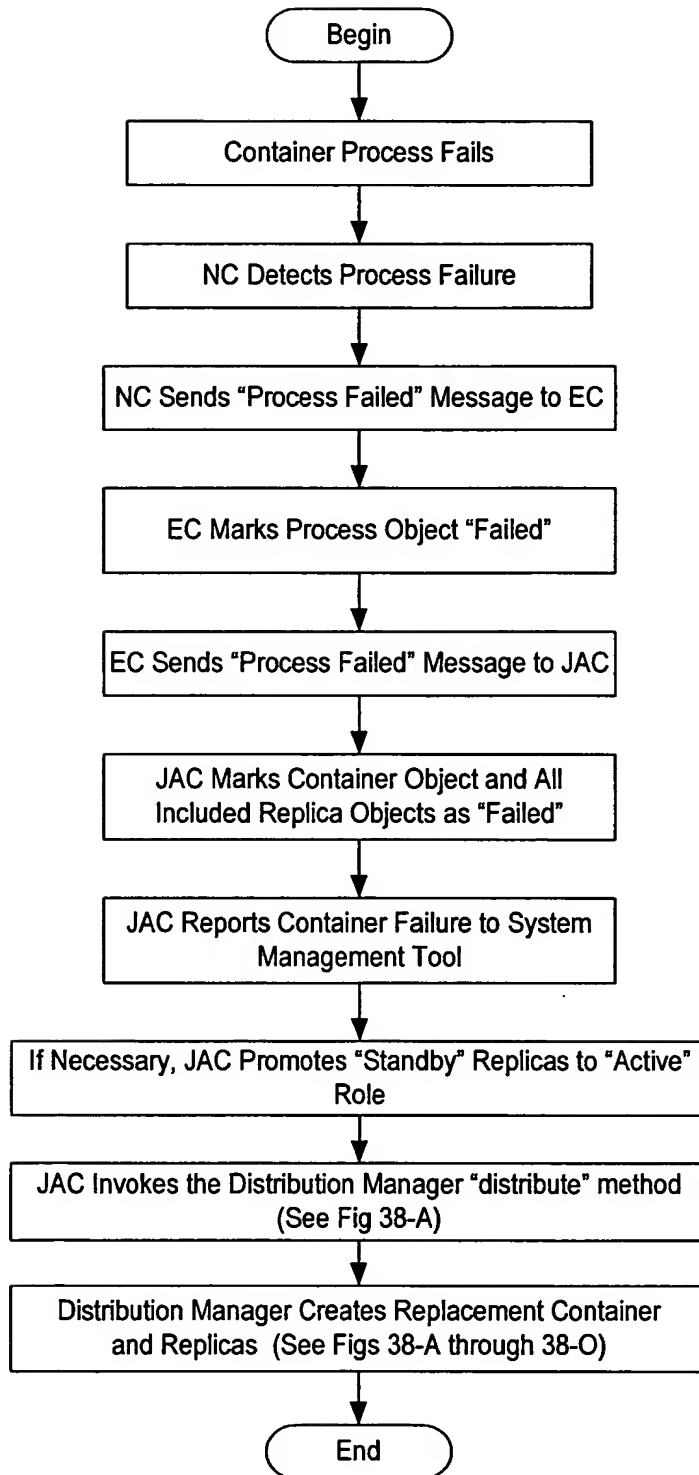 Begin
Container Process Fails
NC Detects Process Failure
NC Sends “Process Failed” Message to EC
EC Marks Process Object “Failed”
EC Sends “Process Failed” Message to JAC
JAC Marks Container Object and All
Included Replica Objects as “Failed”
JAC Reports Container Failure to System
Management Tool
If Necessary, JAC Promotes “Standby” Replicas to “Active”
Role
JAC Invokes the Distribution Manager “distribute” method
(See Fig 38-A)
Distribution Manager Creates Replacement Container
and Replicas (See Figs 38-A through 38-O)
End